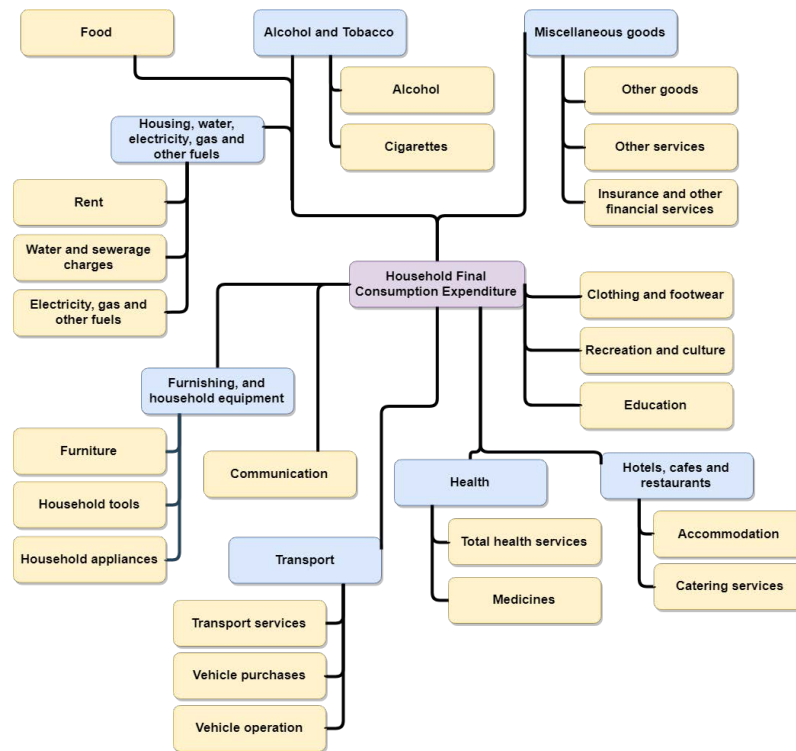 Food
Alcohol and Tobacco
Miscellaneous goods
Alcohol
Cigarettes
Other goods
Other services
Insurance and other
financial services
Housing, water,
electricity, gas and
other fuels
Rent
Water and sewerage
charges
Electricity, gas and
other fuels
Household Final
Consumption Expenditure
Clothing and footwear
Recreation and culture
Education
Furnishing, and
household equipment
Furniture
Household tools
Household appliances
Communication
Health
Total health services
Medicines
Hotels, cafes and
restaurants
Accommodation
Catering services
Transport
Transport services
Vehicle purchases
Vehicle operation